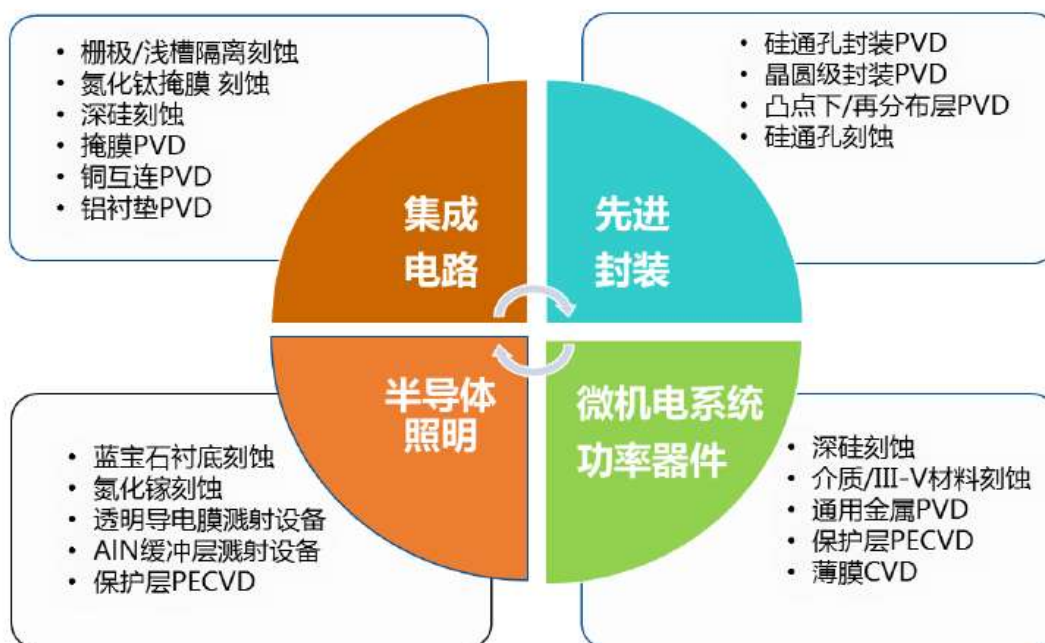 • 栅极/浅槽隔离刻蚀
• 氮化钛掩膜 刻蚀
• 深硅刻蚀
• 掩膜PVD
• 铜互连PVD
• 铝衬垫PVD
• 硅通孔封装PVD
• 晶圆级封装PVD
• 凸点下/再分布层PVD
• 硅通孔刻蚀
集成
电路
先进
封装
半导体
照明
微机电系统
功率器件
• 蓝宝石衬底刻蚀
• 氮化镓刻蚀
• 透明导电膜溅射设备
• AlN缓冲层溅射设备
• 保护层PECVD
• 深硅刻蚀
• 介质/III-V材料刻蚀
• 通用金属PVD
• 保护层PECVD
• 薄膜CVD